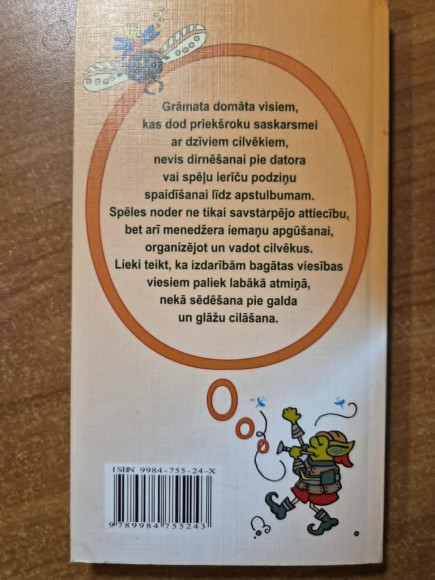 Grāmata domāta visiem,
kas dod priekšroku saskarsmei
ar dzīviem cilvēkiem,
nevis dirnēšanai pie datora
vai spēļu ierīču podziņu
spaidīšanai līdz apstulbumam.
Spēles noder ne tikai savstarpējo attiecību,
bet arī menedžera iemaņu apgūšanai,
organizējot un vadot cilvēkus.
Lieki teikt, ka izdarībām bagātas viesības
viesiem paliek labākā atmiņā,
nekā sēdēšana pie galda
un glāžu cilāšana.
ISBN 9984-755-24-X
9 789984 755243